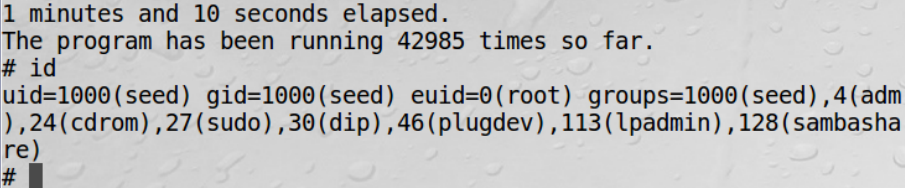 1 minutes and 10 seconds elapsed.
The program has been running 42985 times so far.
# id
uid=1000(seed) gid=1000(seed) euid=0(root) groups=1000(seed),4(adm
),24(cdrom),27(sudo),30(dip),46(plugdev),113(lpadmin),128(sambasha
re)
#